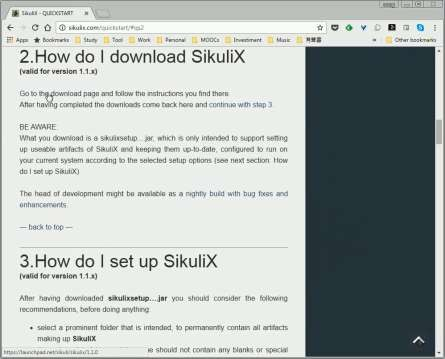 SikuliX - QUICKSTART
sikulix.com/quickstart/#qs2
Apps
Download
Study
Personal
MOOCs
Investment
Music
Other bookmarks
2.How do I download SikuliX
(valid for version 1.1.x)
Go to the download page and follow the instructions you find there.
After having completed the downloads come back here and continue with step 3.
BE AWARE:
What you download is a sikulixsetup...jar, which is only intended to support setting
up useable artifacts of SikuliX and keeping them up-to-date, configured to run on
your current system according to the selected setup options (see next section: How
do I set up SikuliX)
The head of development might be available as a nightly build with bug fixes and
enhancements.
--- back to top ---
3.How do I set up SikuliX
(valid for version 1.1.x)
After having downloaded sikulixsetup....jar you should consider the following
recommendations, before doing anything:
• select a prominent folder that is intended, to permanently contain all artifacts
making up SikuliX
https://launchpad.net/sikuli/sikulix/1.1.0
should not contain any blanks or special